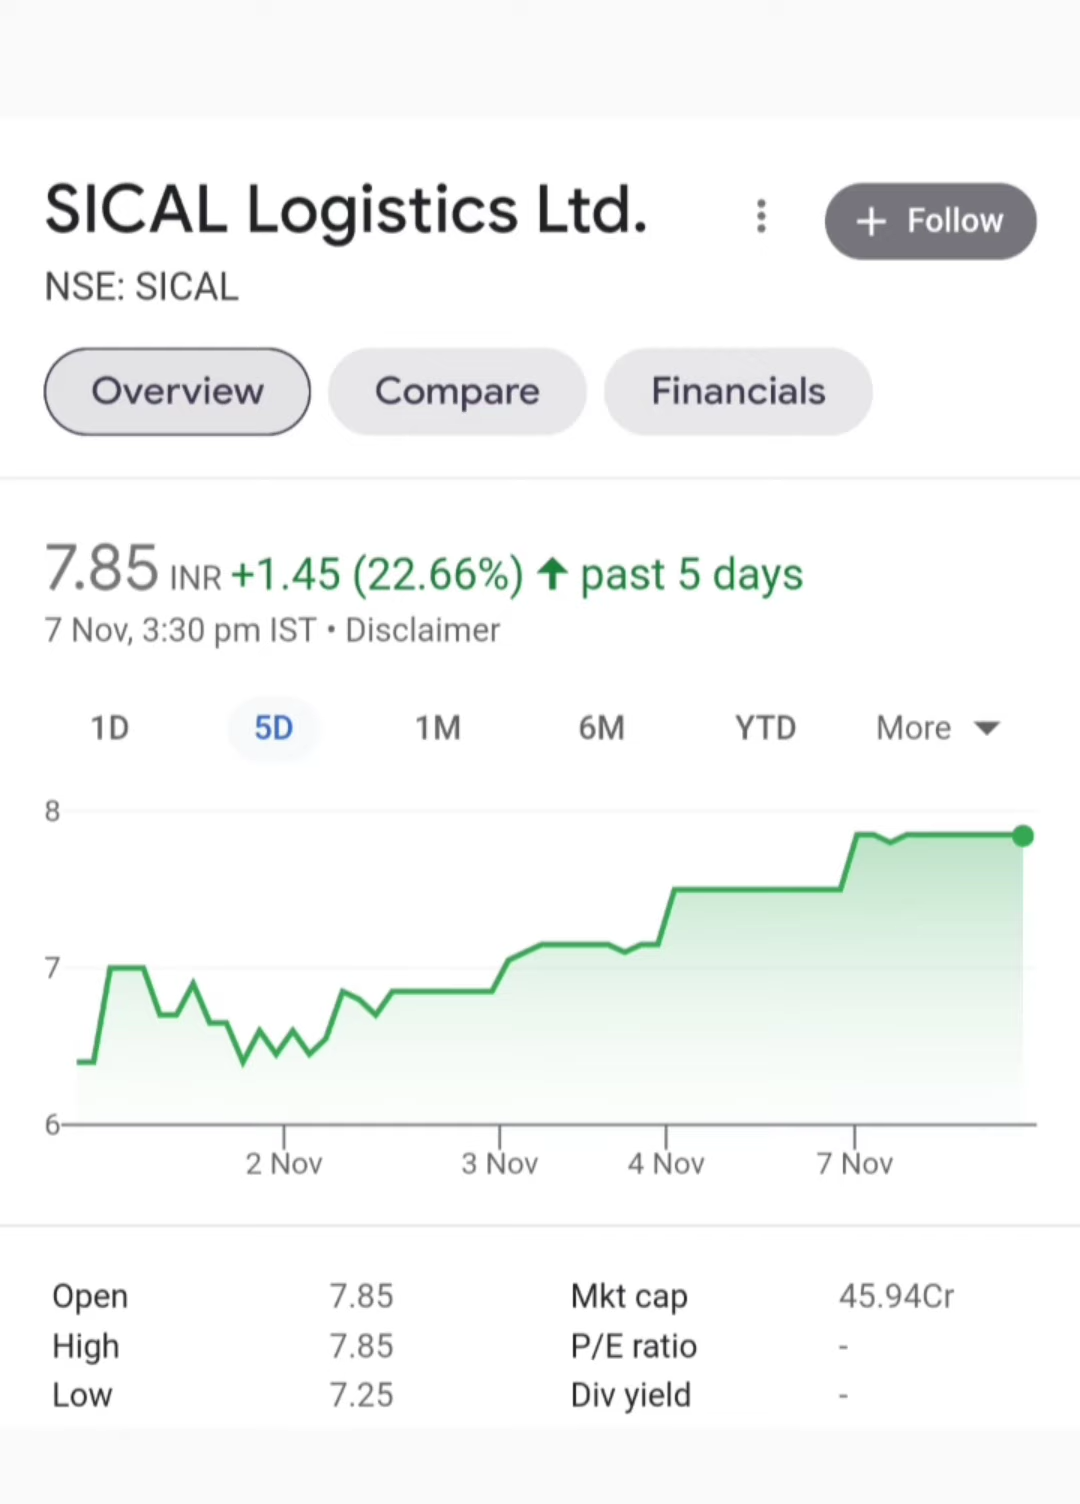 SICAL Logistics Ltd.
+ Follow
NSE: SICAL
Overview Compare Financials
7.85 INR +1.45 (22.66%) ↑ past 5 days
7 Nov, 3:30 pm IST • Disclaimer
1D 5D 1M 6M YTD More
8
7
6
2 Nov 3 Nov 4 Nov 7 Nov
Open 7.85 Mkt cap 45.94Cr
High 7.85 P/E ratio -
Low 7.25 Div yield -